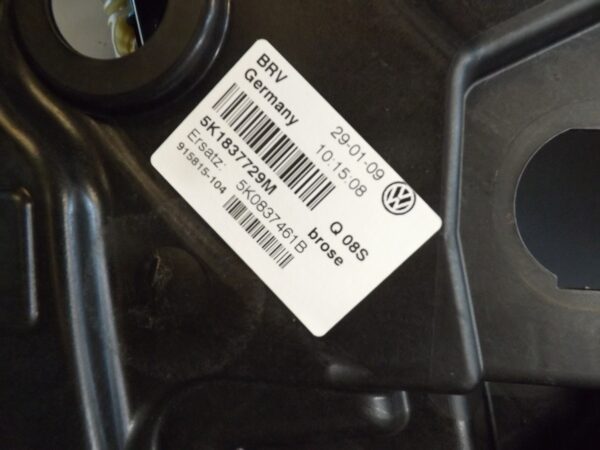 BRV
Germany
29-01-09
10:15:08
5K1837729M
Ersatz: 5K0837461B
915815-104
Q 08S
brose